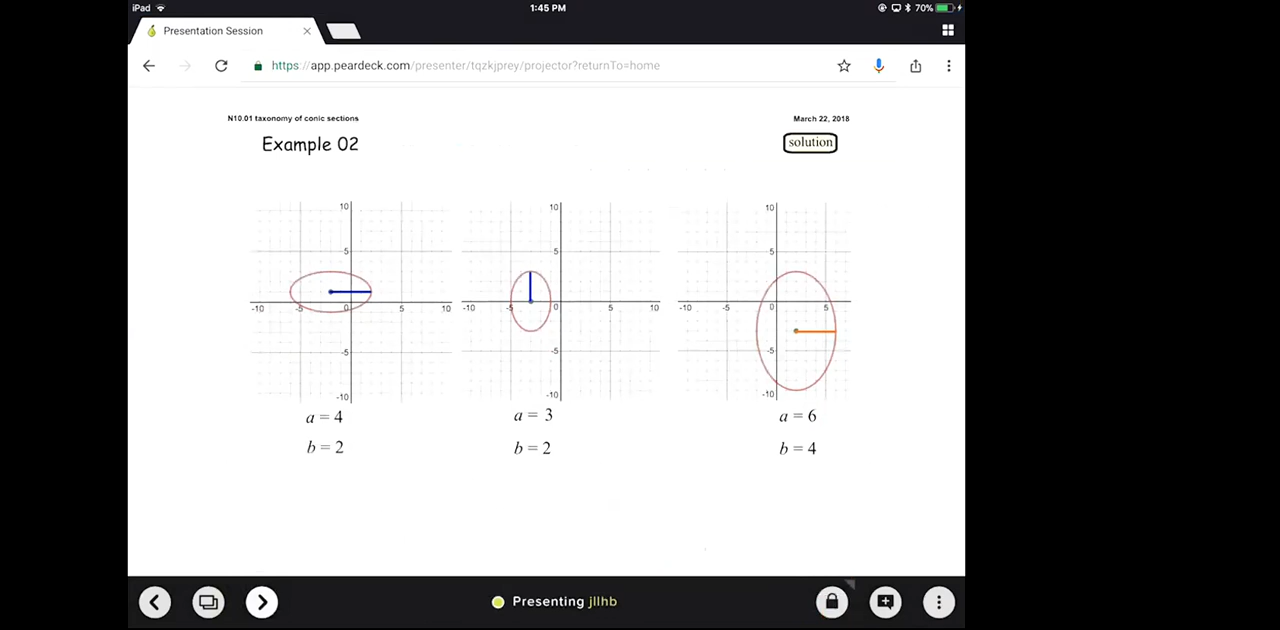 iPad 1:45 PM 70%
Presentation Session
https://app.peardeck.com/presenter/tqzkjprey/projector?returnTo=home
N10.01 taxonomy of conic sections March 22, 2018
Example 02 solution
10 10 10
5 5 5
-10 -5 0 5 10 -10 -5 0 5 10 -10 -5 0 5
-5 -5 -5
-10 -10 -10
a = 4 a = 3 a = 6
b = 2 b = 2 b = 4
Presenting jllhb